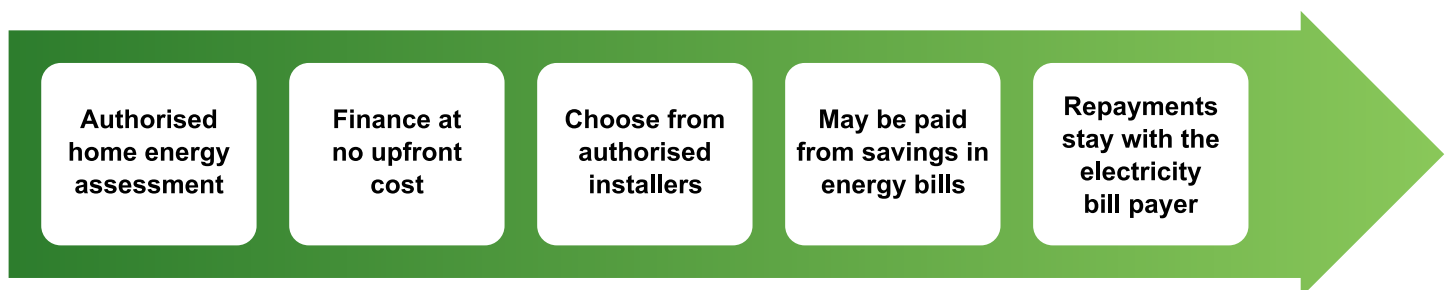 Authorised
home energy
assessment
Finance at
no upfront
cost
Choose from
authorised
installers
May be paid
from savings in
energy bills
Repayments
stay with the
electricity
bill payer